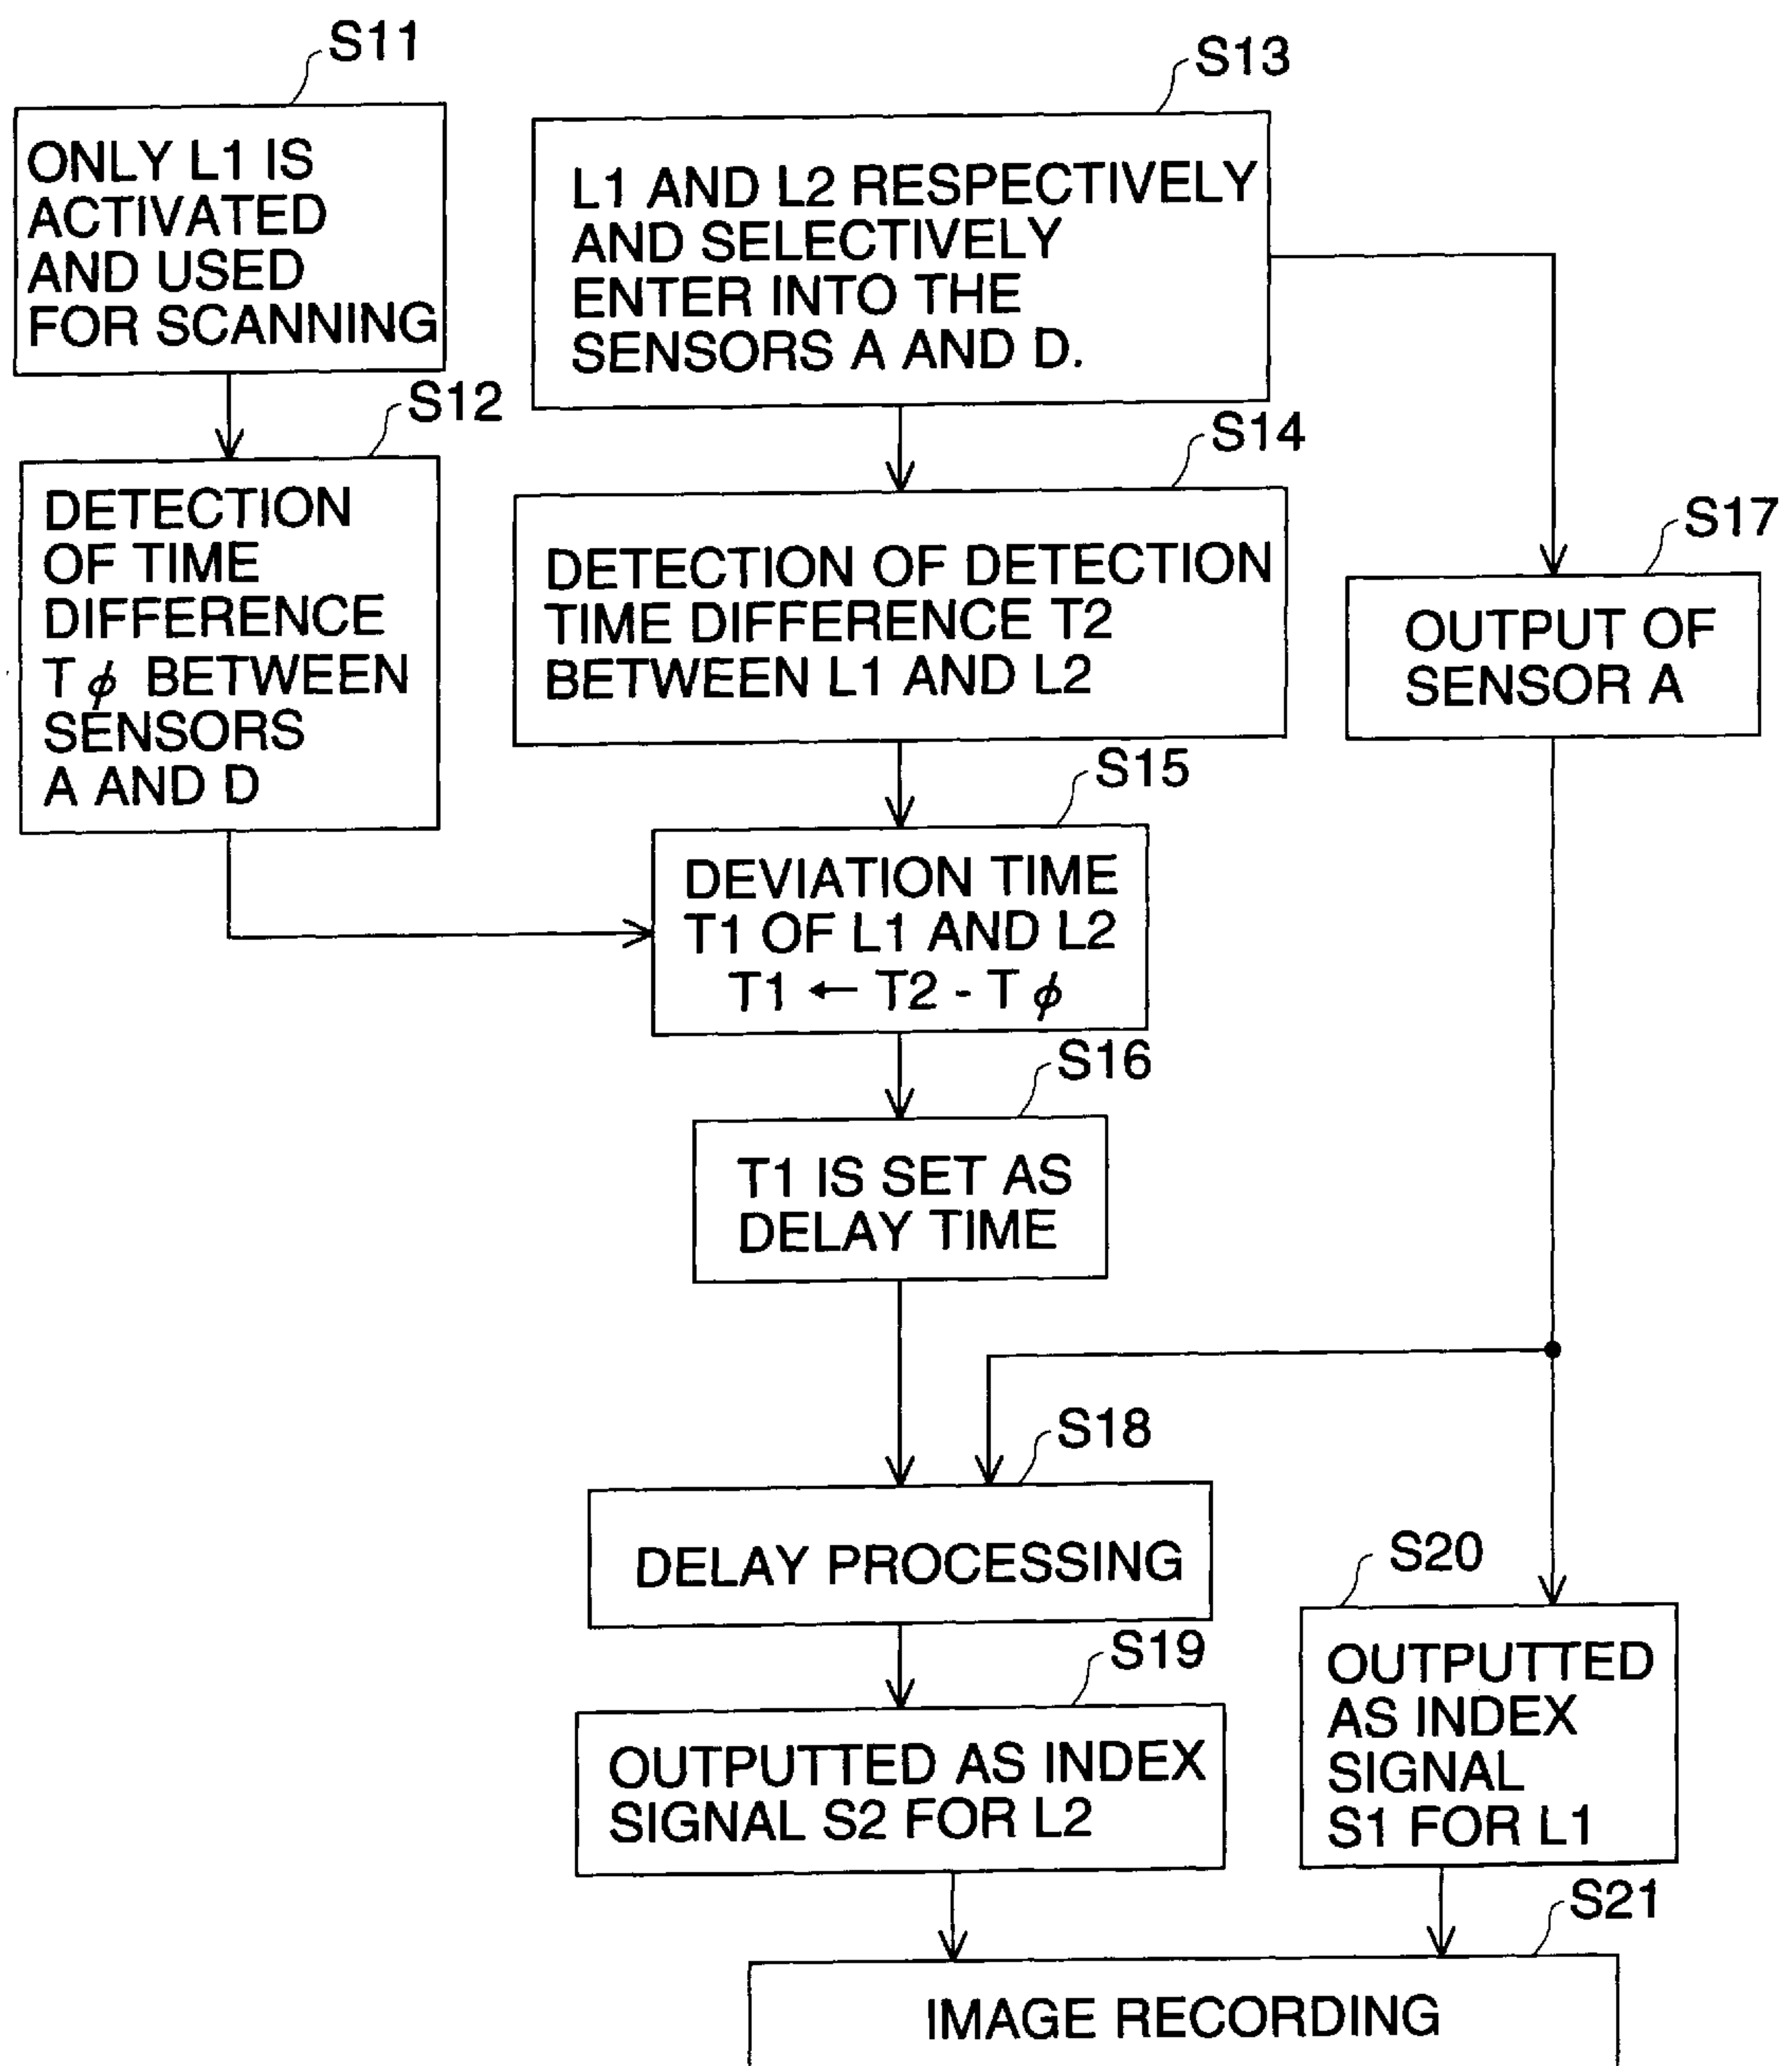 S11
ONLY L1 IS
ACTIVATED
AND USED
FOR SCANNING
S12
DETECTION
OF TIME
DIFFERENCE
Tϕ BETWEEN
SENSORS
A AND D
S13
L1 AND L2 RESPECTIVELY
AND SELECTIVELY
ENTER INTO THE
SENSORS A AND D.
S14
DETECTION OF DETECTION
TIME DIFFERENCE T2
BETWEEN L1 AND L2
S15
DEVIATION TIME
T1 OF L1 AND L2
T1 ← T2 - Tϕ
S16
T1 IS SET AS
DELAY TIME
S17
OUTPUT OF
SENSOR A
S18
DELAY PROCESSING
S19
OUTPUTTED AS INDEX
SIGNAL S2 FOR L2
S20
OUTPUTTED
AS INDEX
SIGNAL
S1 FOR L1
S21
IMAGE RECORDING